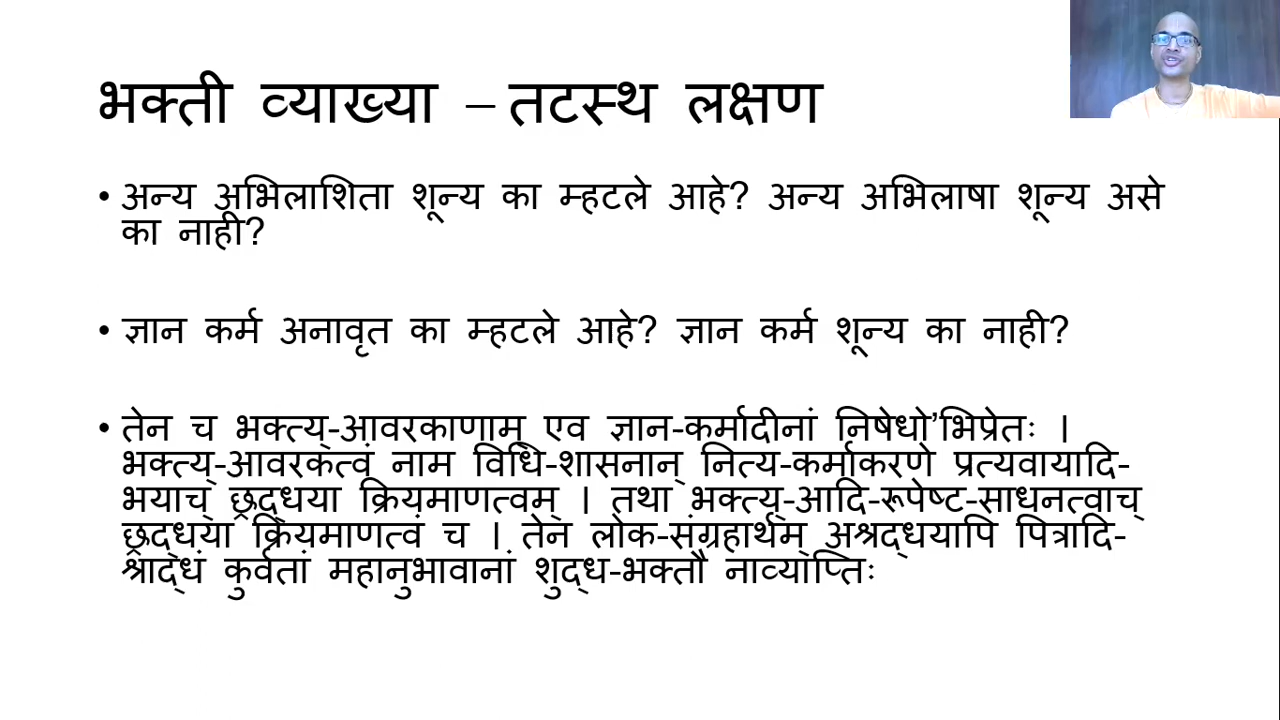 भक्ती व्याख्या – तटस्थ लक्षण
• अन्य अभिलाशिता शून्य का म्हटले आहे? अन्य अभिलाषा शून्य असे
का नाही?
• ज्ञान कर्म अनावृत का म्हटले आहे? ज्ञान कर्म शून्य का नाही?
• तेन च भक्त्य्-आवरकाणाम् एव ज्ञान-कर्मादीनां निषेधो’भिप्रेतः ।
भक्त्य्-आवरकत्वं नाम विधि-शासनान् नित्य-कर्माकरणे प्रत्यवायादि-
भयाच् छ्रद्धया क्रियमाणत्वम् । तथा भक्त्य्-आदि-रूपेष्ट-साधनत्वाच्
छ्रद्धया क्रियमाणत्वं च । तेन लोक-संग्रहार्थम् अश्रद्धयापि पित्रादि-
श्राद्धं कुर्वतां महानुभावानां शुद्ध-भक्तौ नाव्याप्तिः